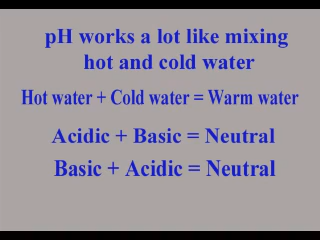 pH works a lot like mixing
hot and cold water
Hot water + Cold water = Warm water
Acidic + Basic = Neutral
Basic + Acidic = Neutral